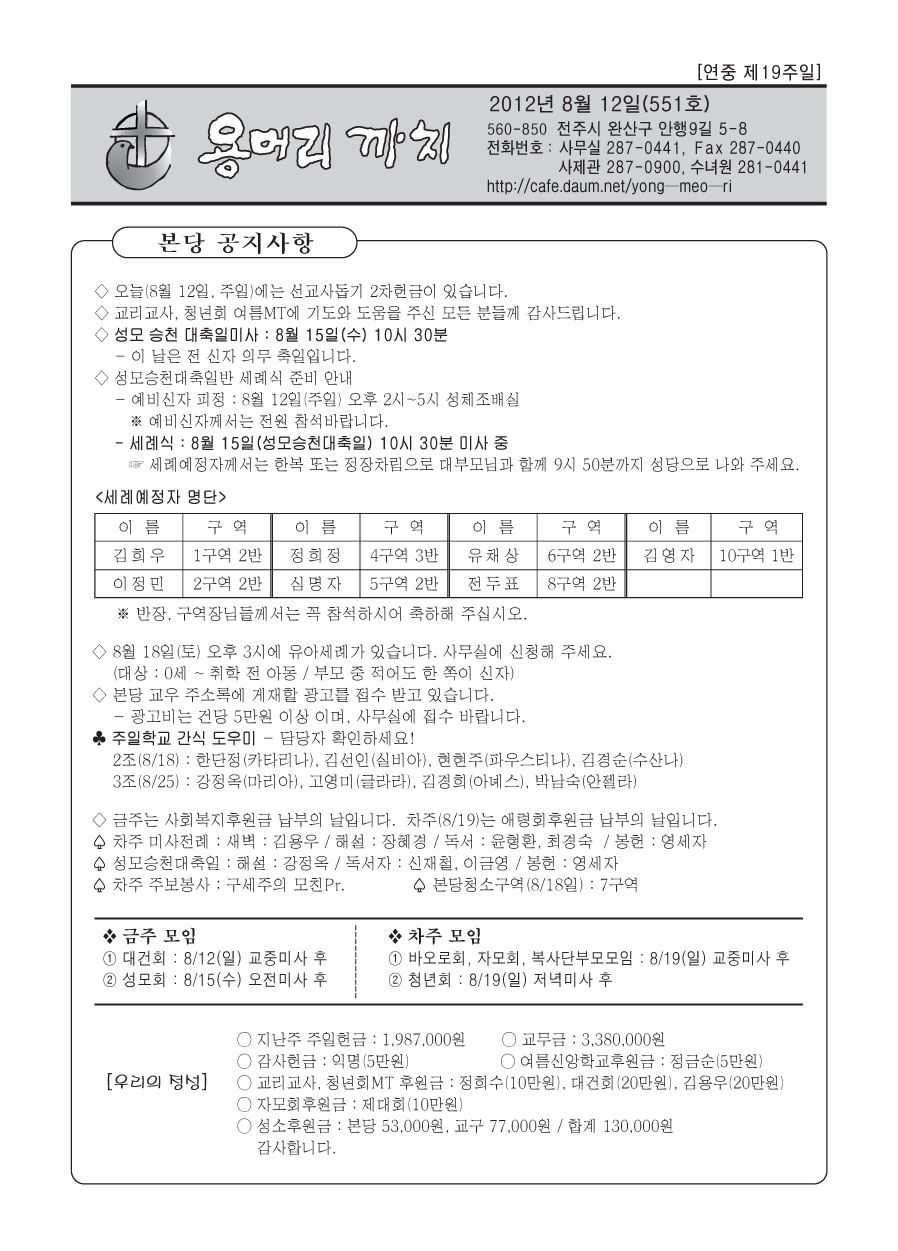 [연중 제19주일]
용머리 까치
2012년 8월 12일(551호)
560-850 전주시 완산구 안행9길 5-8
전화번호 : 사무실 287-0441, Fax 287-0440
사제관 287-0900, 수녀원 281-0441
http://cafe.daum.net/yong─meo─ri
본당 공지사항
◇ 오늘(8월 12일, 주일)에는 선교사돕기 2차헌금이 있습니다.
◇ 교리교사, 청년회 여름MT에 기도와 도움을 주신 모든 분들께 감사드립니다.
◇ 성모 승천 대축일미사 : 8월 15일(수) 10시 30분
- 이 날은 전 신자 의무 축일입니다.
◇ 성모승천대축일반 세례식 준비 안내
- 예비신자 피정 : 8월 12일(주일) 오후 2시~5시 성체조배실
※ 예비신자께서는 전원 참석바랍니다.
- 세례식 : 8월 15일(성모승천대축일) 10시 30분 미사 중
☞ 세례예정자께서는 한복 또는 정장차림으로 대부모님과 함께 9시 50분까지 성당으로 나와 주세요.
<세례예정자 명단>
이 름 구 역 이 름 구 역 이 름 구 역 이 름 구 역
김희우 1구역 2반 정희정 4구역 3반 유채상 6구역 2반 김영자 10구역 1반
이정민 2구역 2반 심명자 5구역 2반 전두표 8구역 2반
※ 반장, 구역장님들께서는 꼭 참석하시어 축하해 주십시오.
◇ 8월 18일(토) 오후 3시에 유아세례가 있습니다. 사무실에 신청해 주세요.
(대상 : 0세 ~ 취학 전 아동 / 부모 중 적어도 한 쪽이 신자)
◇ 본당 교우 주소록에 게재할 광고를 접수 받고 있습니다.
- 광고비는 건당 5만원 이상 이며, 사무실에 접수 바랍니다.
♣ 주일학교 간식 도우미 - 담당자 확인하세요!
2조(8/18) : 한단정(카타리나), 김선인(실비아), 현현주(파우스티나), 김경순(수산나)
3조(8/25) : 강정옥(마리아), 고영미(글라라), 김경희(아녜스), 박남숙(안젤라)
◇ 금주는 사회복지후원금 납부의 날입니다. 차주(8/19)는 애령회후원금 납부의 날입니다.
♤ 차주 미사전례 : 새벽 : 김용우 / 해설 : 장혜경 / 독서 : 윤형환, 최경숙 / 봉헌 : 영세자
♤ 성모승천대축일 : 해설 : 강정옥 / 독서자 : 신재철, 이금영 / 봉헌 : 영세자
♤ 차주 주보봉사 : 구세주의 모친Pr. ♤ 본당청소구역(8/18일) : 7구역
❖ 금주 모임
① 대건회 : 8/12(일) 교중미사 후
② 성모회 : 8/15(수) 오전미사 후
❖ 차주 모임
① 바오로회, 자모회, 복사단부모모임 : 8/19(일) 교중미사 후
② 청년회 : 8/19(일) 저녁미사 후
[우리의 정성]
○ 지난주 주일헌금 : 1,987,000원 ○ 교무금 : 3,380,000원
○ 감사헌금 : 익명(5만원) ○ 여름신앙학교후원금 : 정금순(5만원)
○ 교리교사, 청년회MT 후원금 : 정희수(10만원), 대건회(20만원), 김용우(20만원)
○ 자모회후원금 : 제대회(10만원)
○ 성소후원금 : 본당 53,000원, 교구 77,000원 / 합계 130,000원
감사합니다.